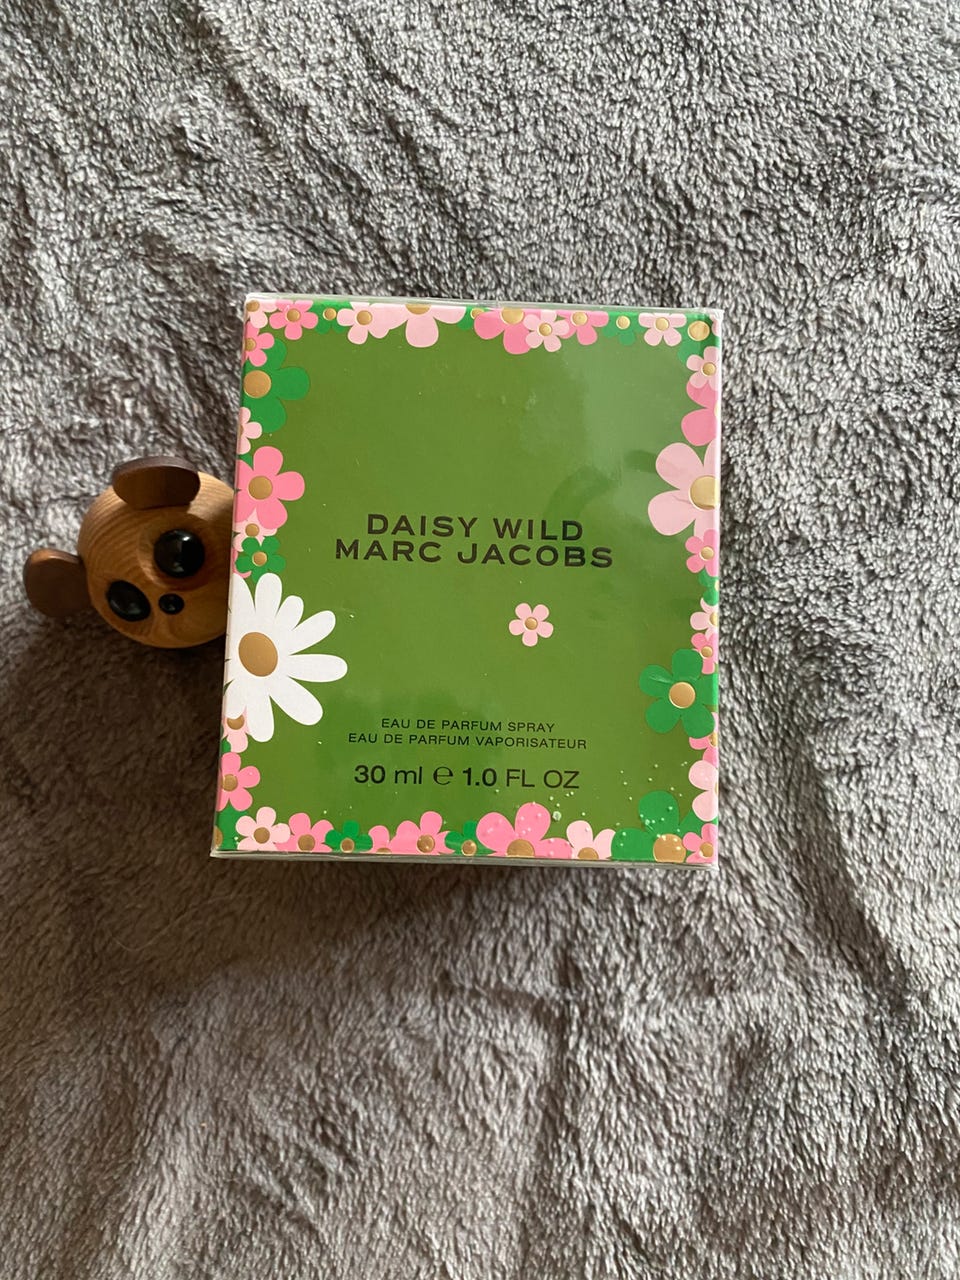 DAISY WILD
MARC JACOBS
EAU DE PARFUM SPRAY
EAU DE PARFUM VAPORISATEUR
30 ml ℮ 1.0 FL OZ